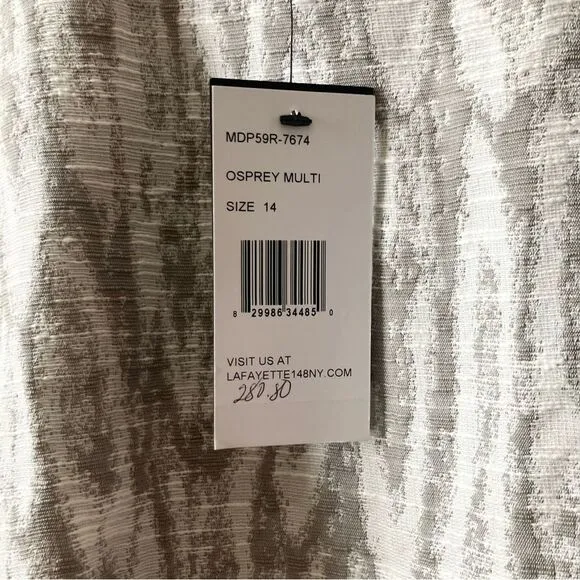 MDP59R-7674
OSPREY MULTI
SIZE 14
8 29986 34485 0
VISIT US AT
LAFAYETTE148NY.COM
280.80